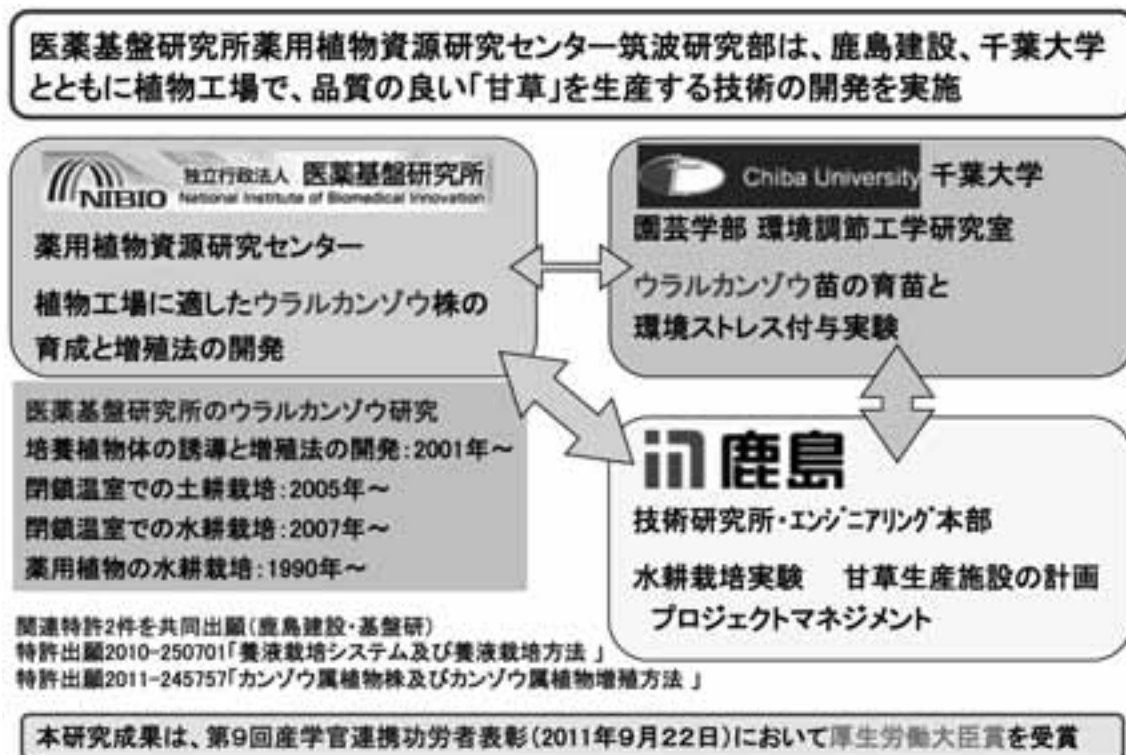 医薬基盤研究所薬用植物資源研究センター筑波研究部は、鹿島建設、千葉大学
とともに植物工場で、品質の良い「甘草」を生産する技術の開発を実施
NIBIO 独立行政法人 医薬基盤研究所
National Institute of Biomedical Innovation
薬用植物資源研究センター
植物工場に適したウラルカンゾウ株の
育成と増殖法の開発
Chiba University 千葉大学
園芸学部 環境調節工学研究室
ウラルカンゾウ苗の育苗と
環境ストレス付与実験
医薬基盤研究所のウラルカンゾウ研究
培養植物体の誘導と増殖法の開発:2001年～
閉鎖温室での土耕栽培:2005年～
閉鎖温室での水耕栽培:2007年～
薬用植物の水耕栽培:1990年～
鹿島
技術研究所・エンジニアリング本部
水耕栽培実験 甘草生産施設の計画
プロジェクトマネジメント
関連特許2件を共同出願(鹿島建設・基盤研)
特許出願2010-250701「養液栽培システム及び養液栽培方法 」
特許出願2011-245757「カンゾウ属植物株及びカンゾウ属植物増殖方法 」
本研究成果は、第9回産学官連携功労者表彰(2011年9月22日)において厚生労働大臣賞を受賞